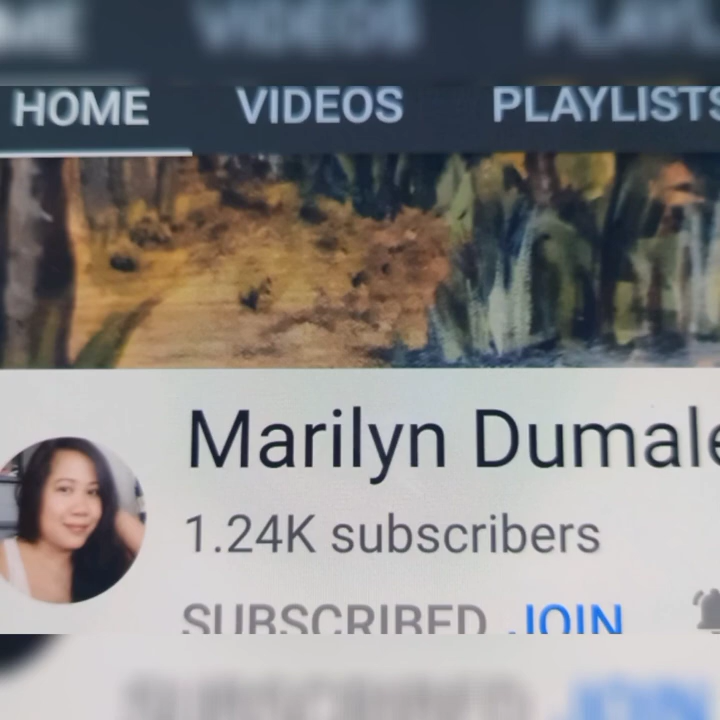 HOME VIDEOS PLAYLISTS
Marilyn Dumale
1.24K subscribers
SUBSCRIBED JOIN